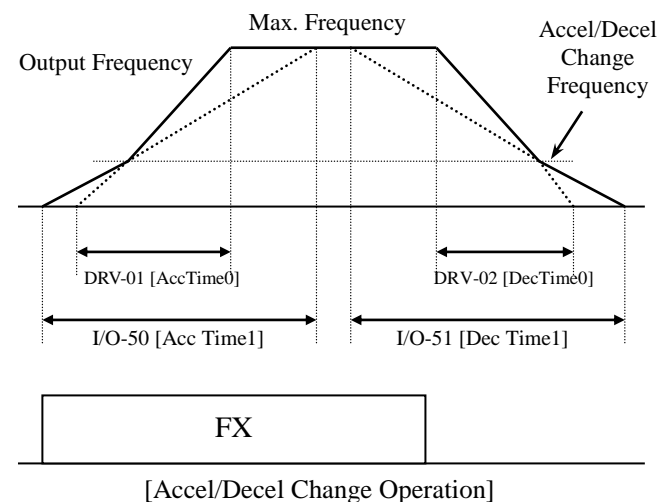 Max. Frequency
Output Frequency
Accel/Decel
Change
Frequency
DRV-01 [AccTime0]
DRV-02 [DecTime0]
I/O-50 [Acc Time1]
I/O-51 [Dec Time1]
FX
[Accel/Decel Change Operation]